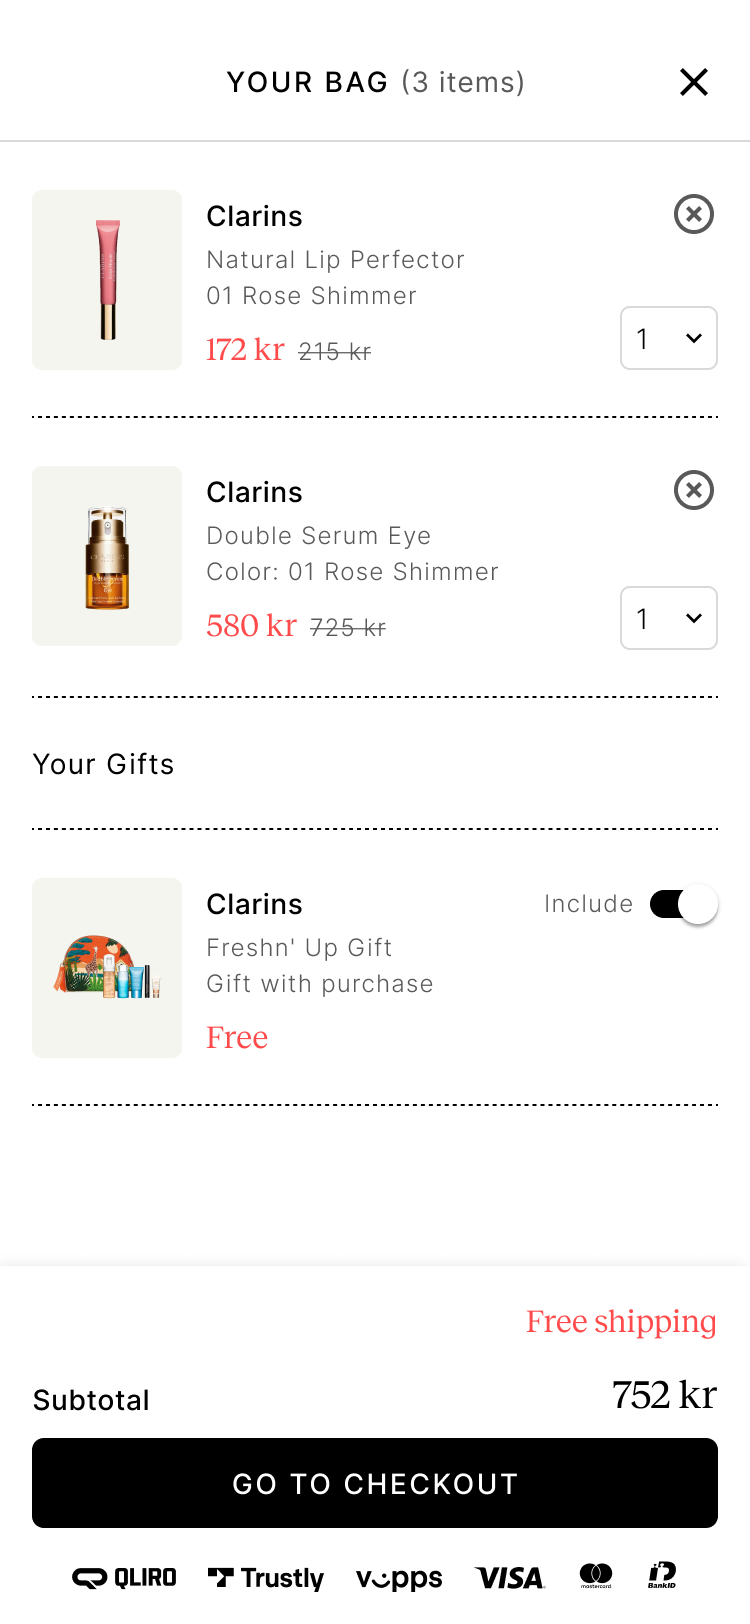 YOUR BAG (3 items)
Clarins
Natural Lip Perfector
01 Rose Shimmer
172 kr 215 kr
1
Clarins
Double Serum Eye
Color: 01 Rose Shimmer
580 kr 725 kr
1
Your Gifts
Clarins
Include
Freshn' Up Gift
Gift with purchase
Free
Free shipping
Subtotal
752 kr
GO TO CHECKOUT
QLIRO Trustly vipps VISA mastercard BankID